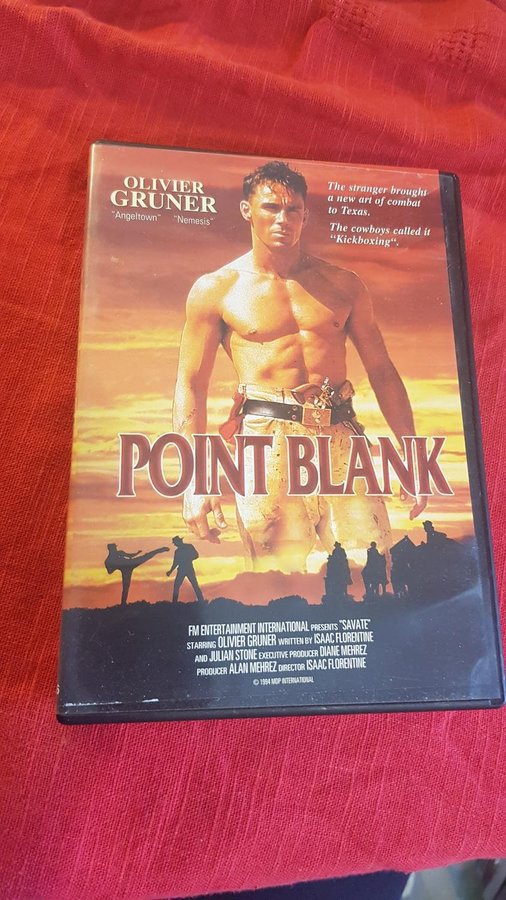 OLIVIER
GRUNER
"Angeltown" "Nemesis"
The stranger brought
a new art of combat
to Texas.
The cowboys called it
"Kickboxing".
POINT BLANK
FM ENTERTAINMENT INTERNATIONAL PRESENTS "SAVATE"
STARRING OLIVIER GRUNER WRITTEN BY ISAAC FLORENTINE
AND JULIAN STONE EXECUTIVE PRODUCER DIANE MEHREZ
PRODUCER ALAN MEHREZ DIRECTOR ISAAC FLORENTINE
© 1994 MDP INTERNATIONAL